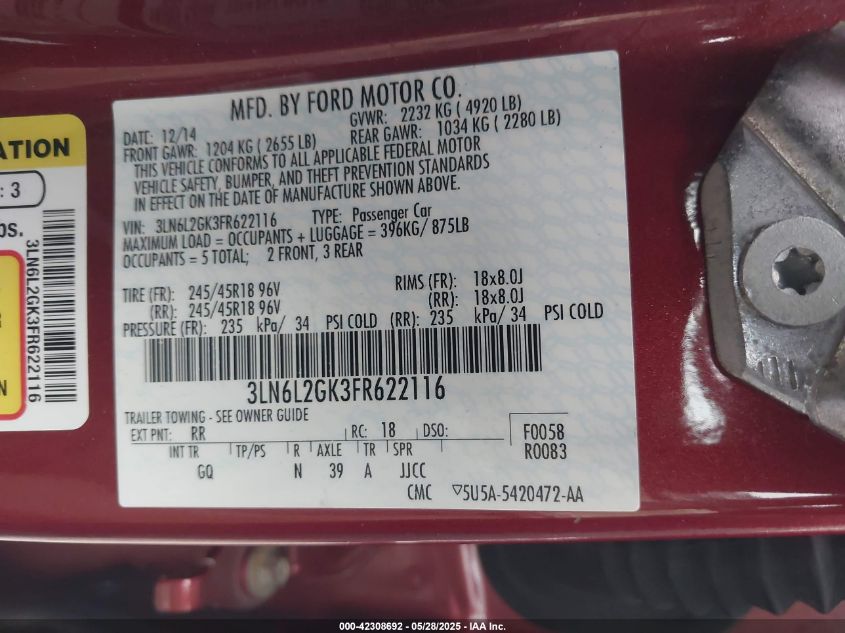 MFD. BY FORD MOTOR CO.
DATE: 12/14 GVWR: 2232 KG ( 4920 LB)
FRONT GAWR: 1204 KG ( 2655 LB) REAR GAWR: 1034 KG ( 2280 LB)
THIS VEHICLE CONFORMS TO ALL APPLICABLE FEDERAL MOTOR
VEHICLE SAFETY, BUMPER, AND THEFT PREVENTION STANDARDS
IN EFFECT ON THE DATE OF MANUFACTURE SHOWN ABOVE.
VIN: 3LN6L2GK3FR622116 TYPE: Passenger Car
MAXIMUM LOAD = OCCUPANTS + LUGGAGE = 396KG/ 875LB
OCCUPANTS = 5 TOTAL; 2 FRONT, 3 REAR
TIRE (FR): 245/45R18 96V RIMS (FR): 18x8.0J
(RR): 245/45R18 96V (RR): 18x8.0J
PRESSURE (FR): 235 kPa/ 34 PSI COLD (RR): 235 kPa/ 34 PSI COLD
3LN6L2GK3FR622116
TRAILER TOWING - SEE OWNER GUIDE
EXT PNT: RR RC: 18 DSO: F0058
R0083
INT TR TP/PS R AXLE TR SPR
GQ N 39 A JJCC
CMC ▽5U5A-5420472-AA
ATION
: 3
bs.
3LN6L2GK3FR622116
R
N
000-42308692 - 05/28/2025 - IAA Inc.